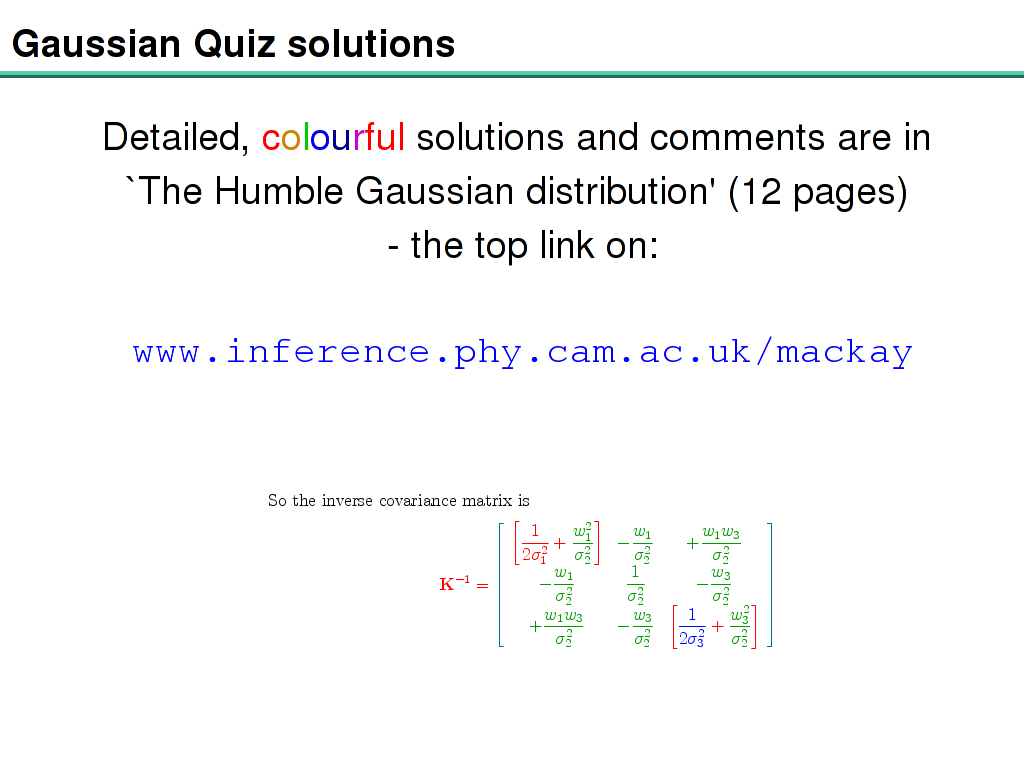 Gaussian Quiz solutions
Detailed, colourful solutions and comments are in
`The Humble Gaussian distribution' (12 pages)
- the top link on:
www.inference.phy.cam.ac.uk/mackay
So the inverse covariance matrix is
$\mathbf{K}^{-1} = \begin{bmatrix} \left[\frac{1}{2\sigma_1^2} + \frac{w_1^2}{\sigma_2^2}\right] & -\frac{w_1}{\sigma_2^2} & +\frac{w_1 w_3}{\sigma_2^2} \\ -\frac{w_1}{\sigma_2^2} & \frac{1}{\sigma_2^2} & -\frac{w_3}{\sigma_2^2} \\ +\frac{w_1 w_3}{\sigma_2^2} & -\frac{w_3}{\sigma_2^2} & \left[\frac{1}{2\sigma_3^2} + \frac{w_3^2}{\sigma_2^2}\right] \end{bmatrix}$